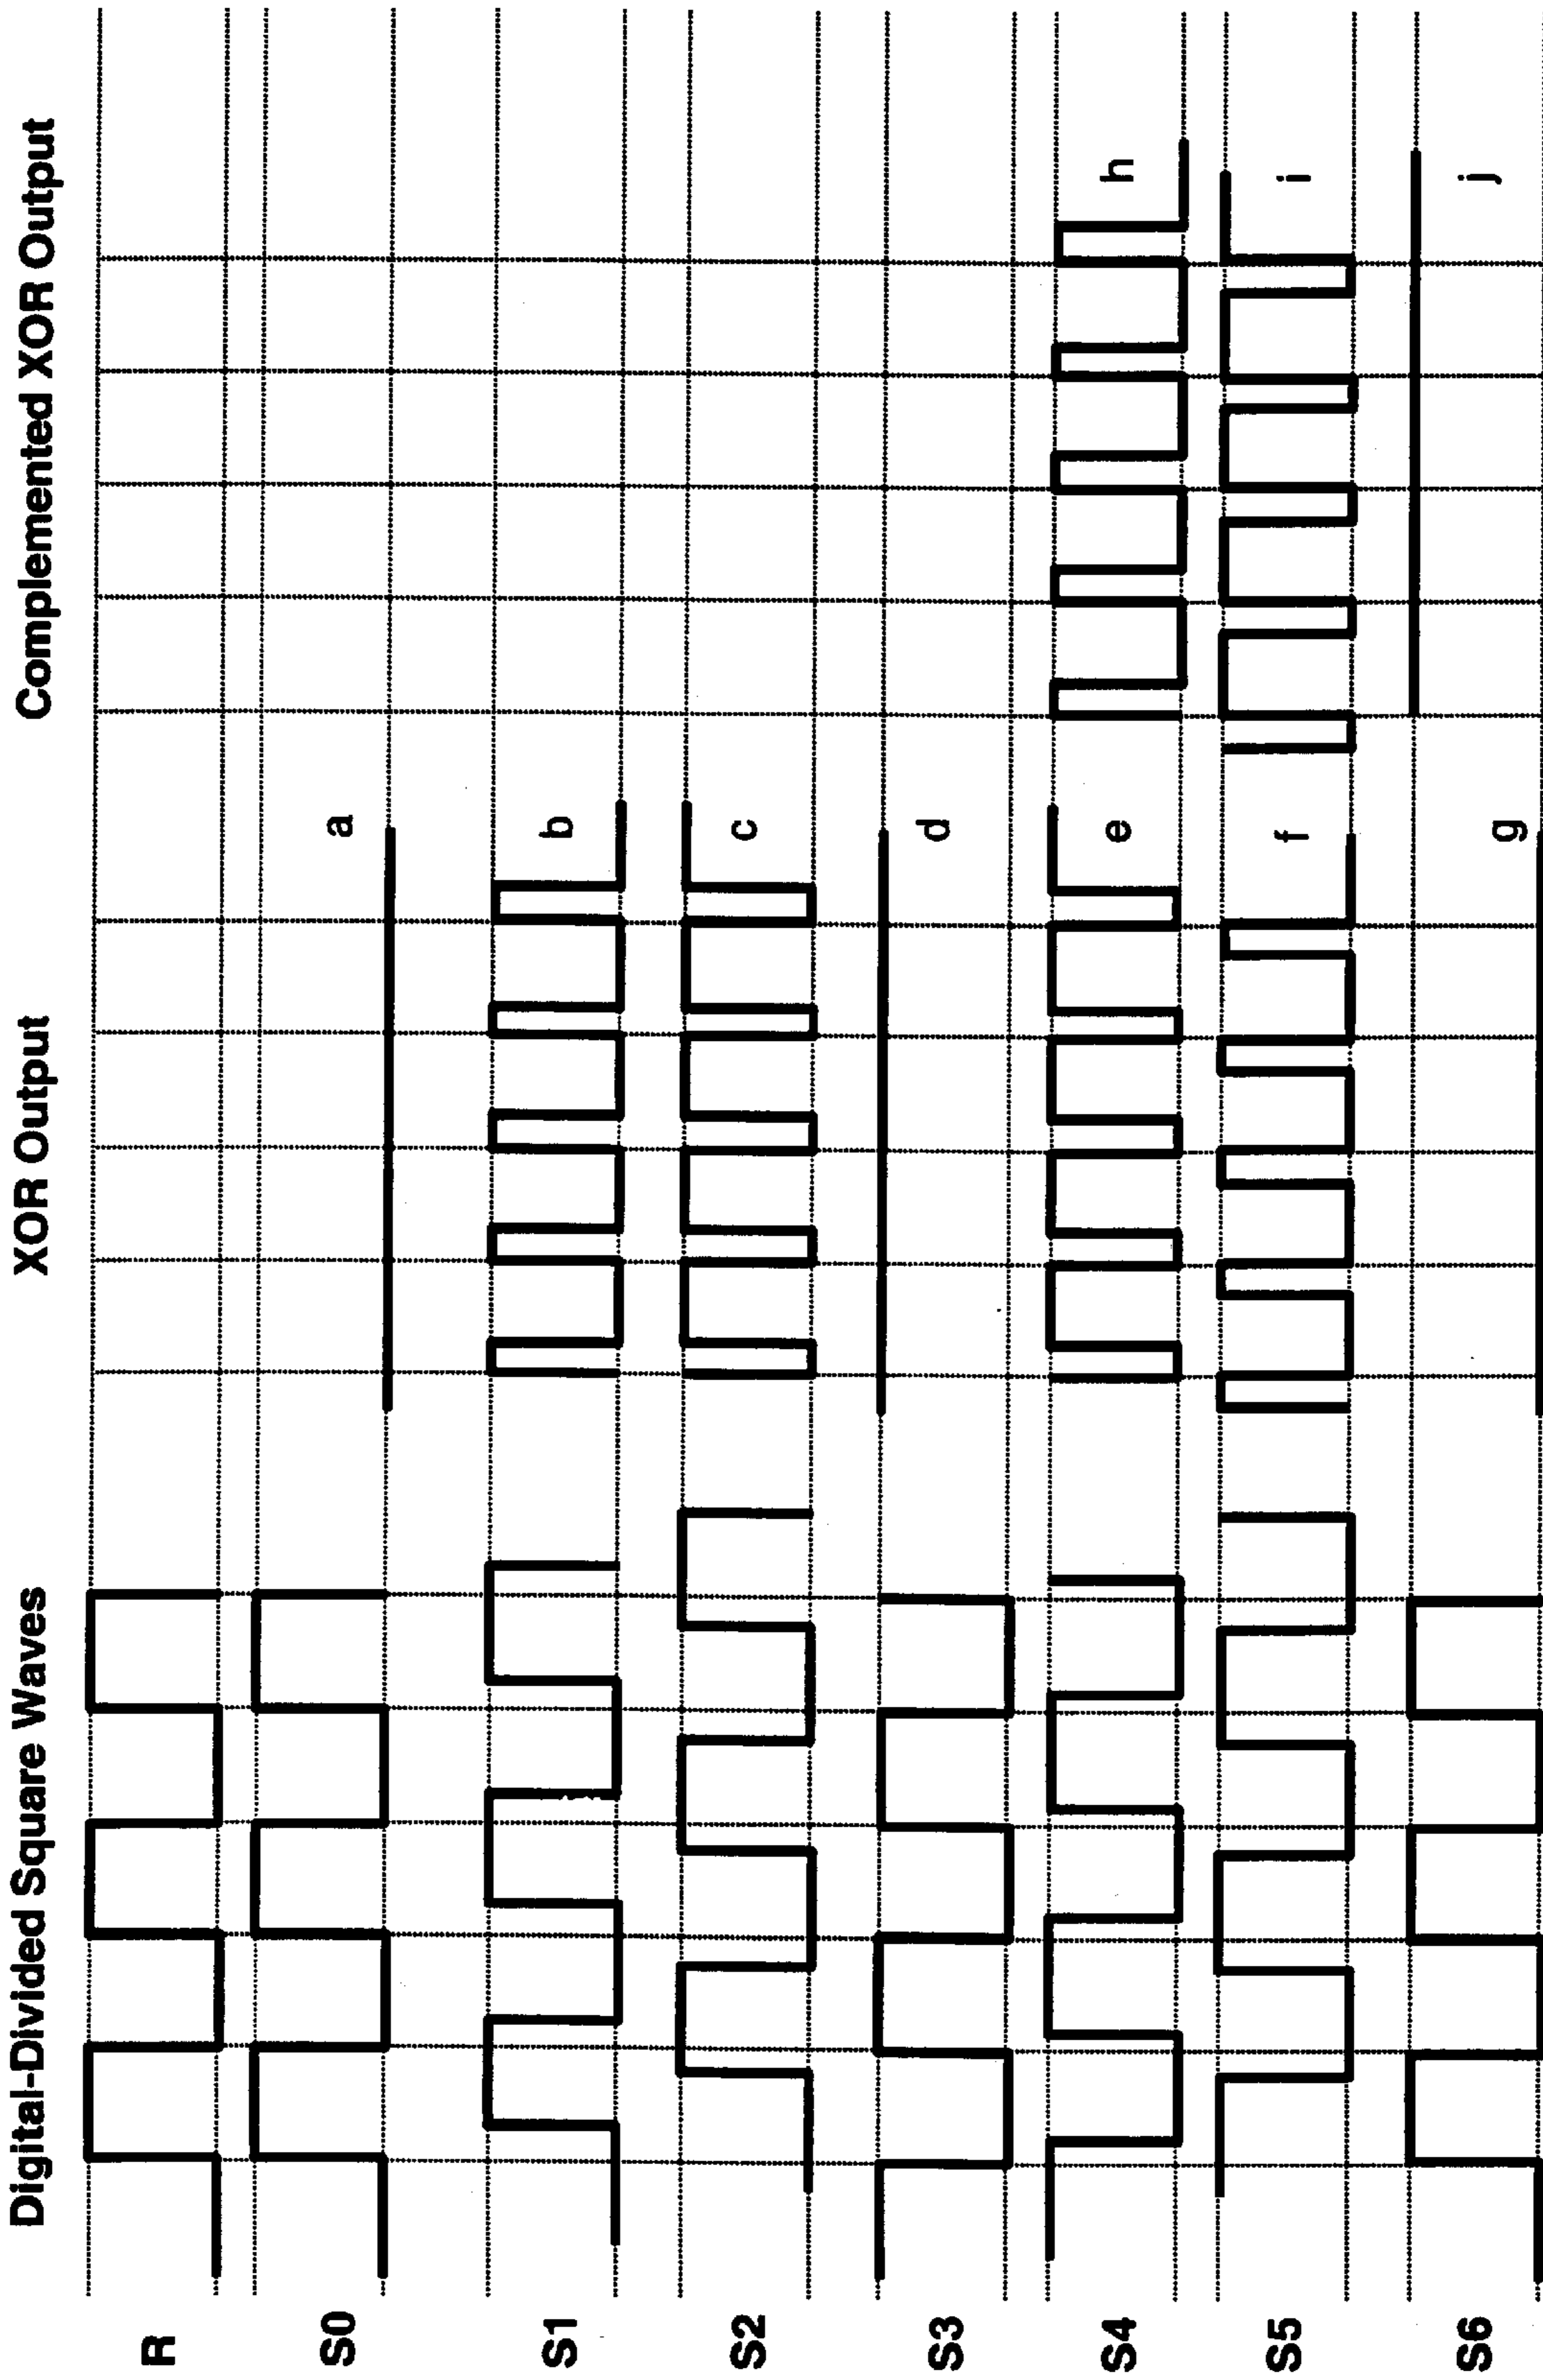 Digital-Divided Square Waves
XOR Output
Complemented XOR Output
R
S0
a
S1
b
S2
c
S3
d
S4
e
h
S5
f
i
S6
g
j